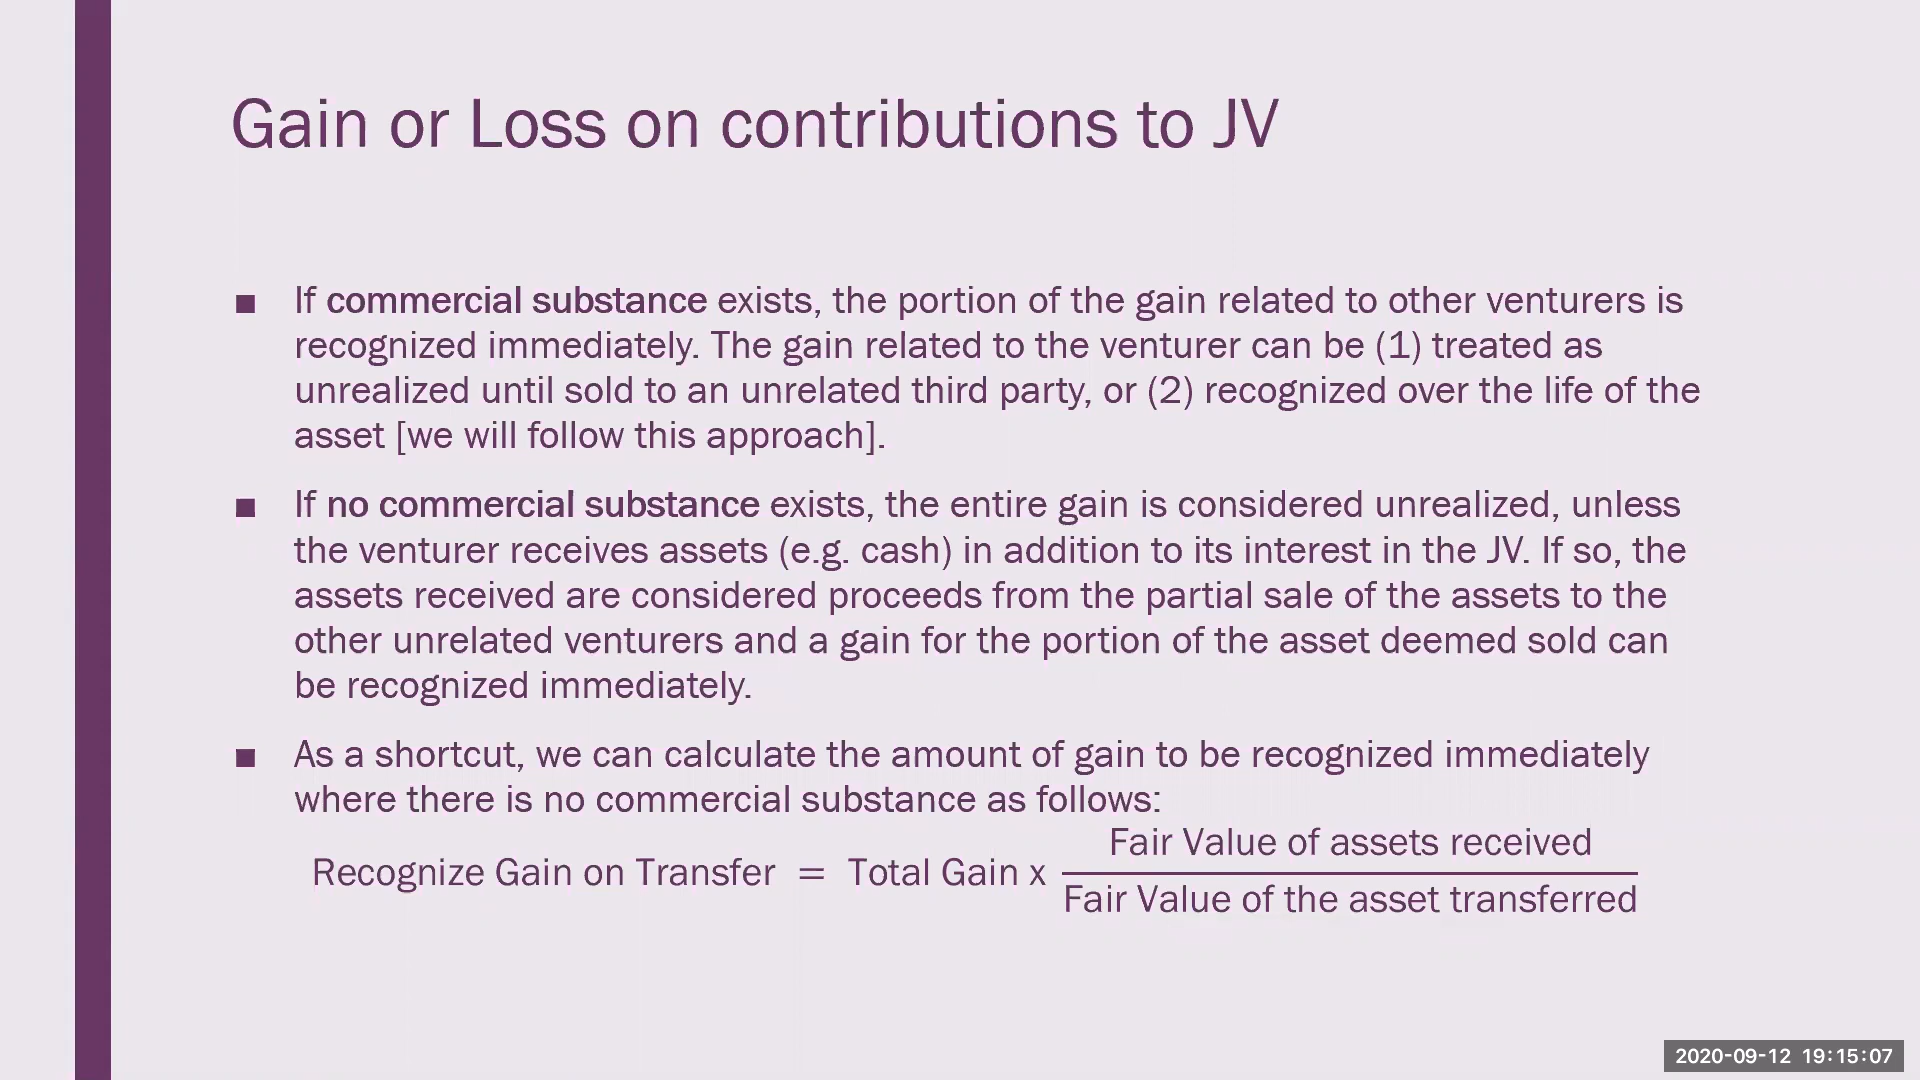 Gain or Loss on contributions to JV
■ If commercial substance exists, the portion of the gain related to other venturers is
recognized immediately. The gain related to the venturer can be (1) treated as
unrealized until sold to an unrelated third party, or (2) recognized over the life of the
asset [we will follow this approach].
■ If no commercial substance exists, the entire gain is considered unrealized, unless
the venturer receives assets (e.g. cash) in addition to its interest in the JV. If so, the
assets received are considered proceeds from the partial sale of the assets to the
other unrelated venturers and a gain for the portion of the asset deemed sold can
be recognized immediately.
■ As a shortcut, we can calculate the amount of gain to be recognized immediately
where there is no commercial substance as follows:
Fair Value of assets received
Recognize Gain on Transfer = Total Gain x
Fair Value of the asset transferred
2020-09-12 19:15:07